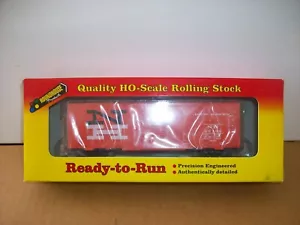 Quality HO-Scale Rolling Stock
N
H
Ready-to-Run
• Precision Engineered
• Authentically detailed